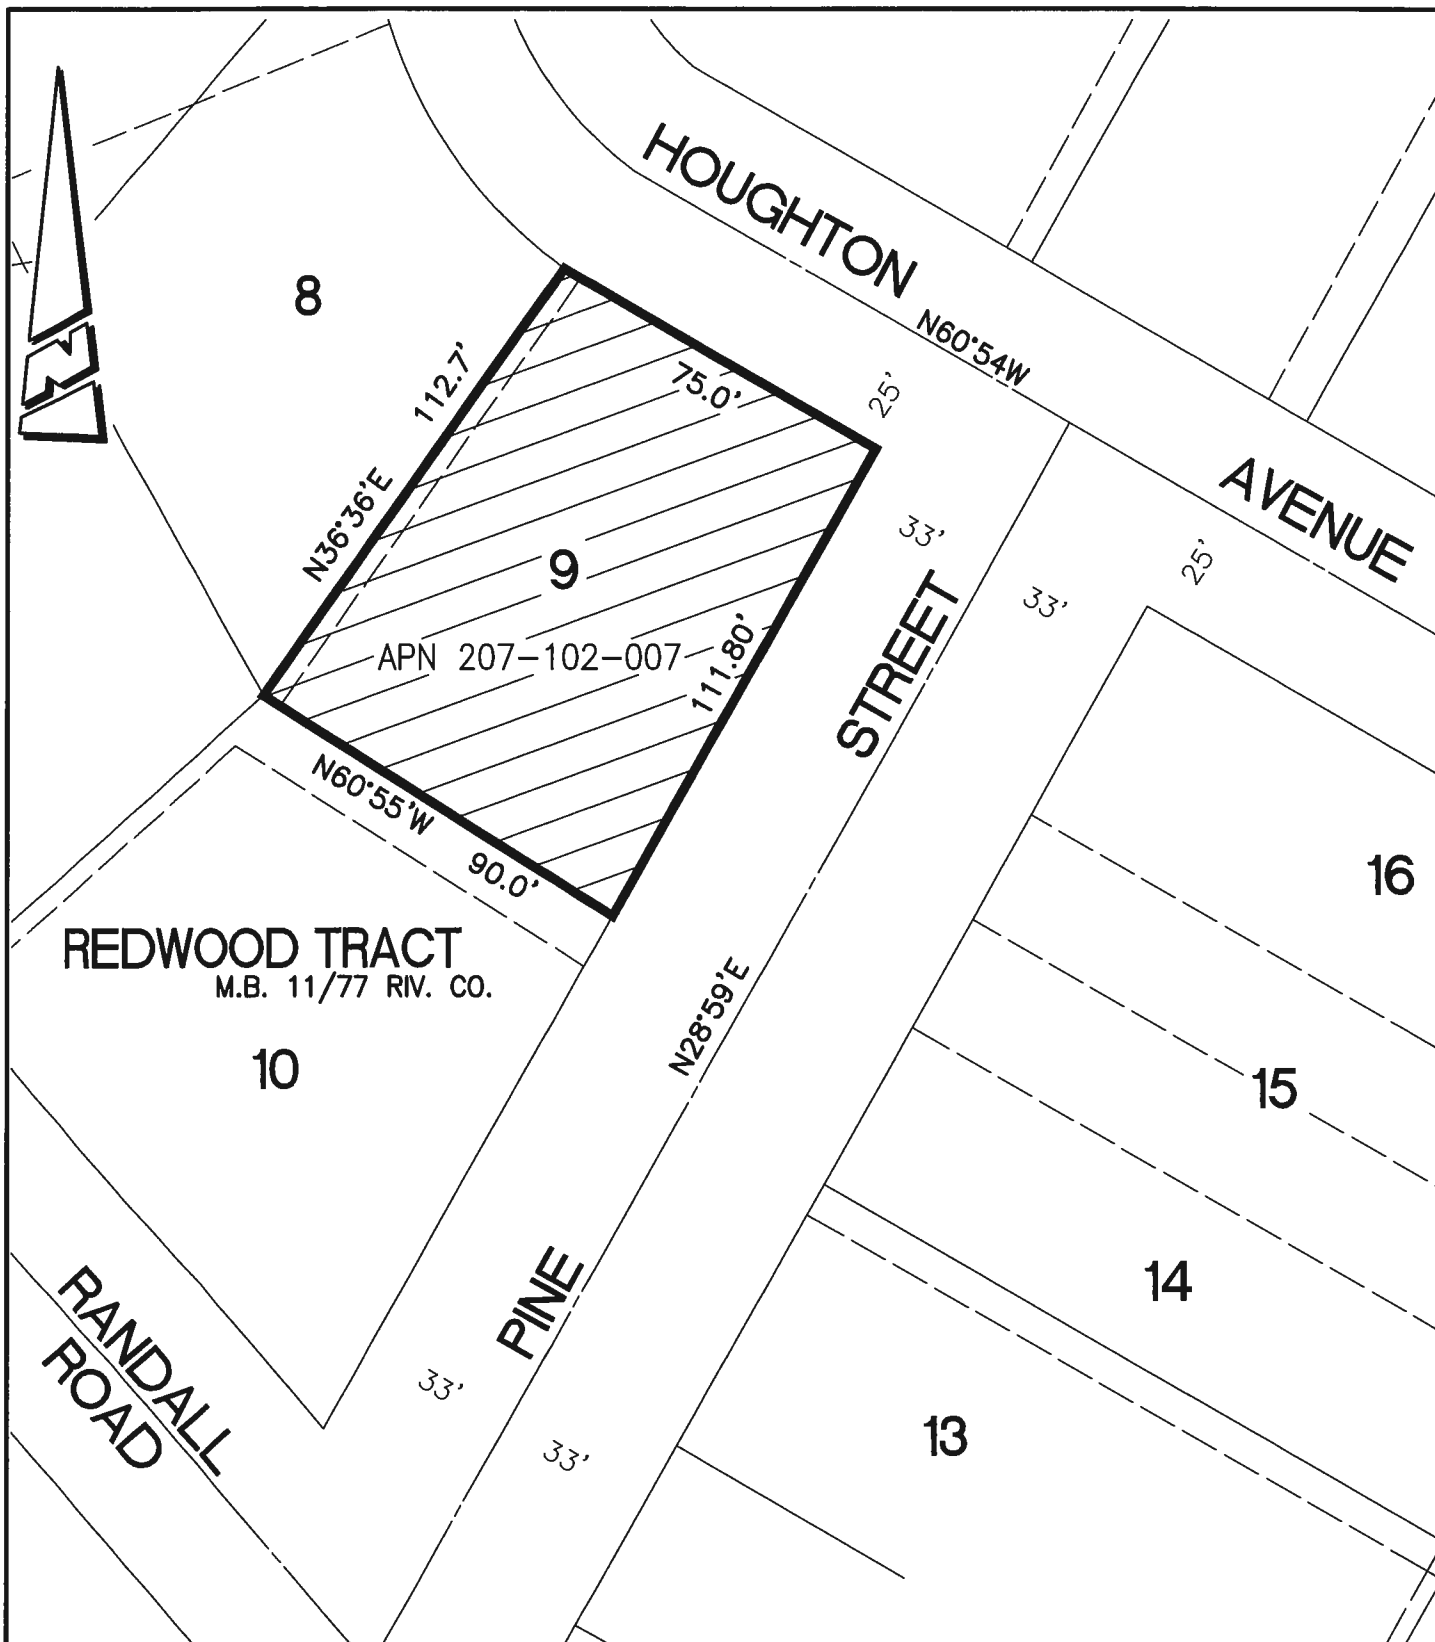 HOUGHTON
AVENUE
N60°54W
8
N
112.7'
N36°36'E
75.0'
25'
9
APN 207-102-007
111.80'
33'
33'
25'
STREET
N60°55'W
90.0'
REDWOOD TRACT
M.B. 11/77 RIV. CO.
10
N28°59'E
16
15
14
13
PINE
33'
33'
RANDALL
ROAD